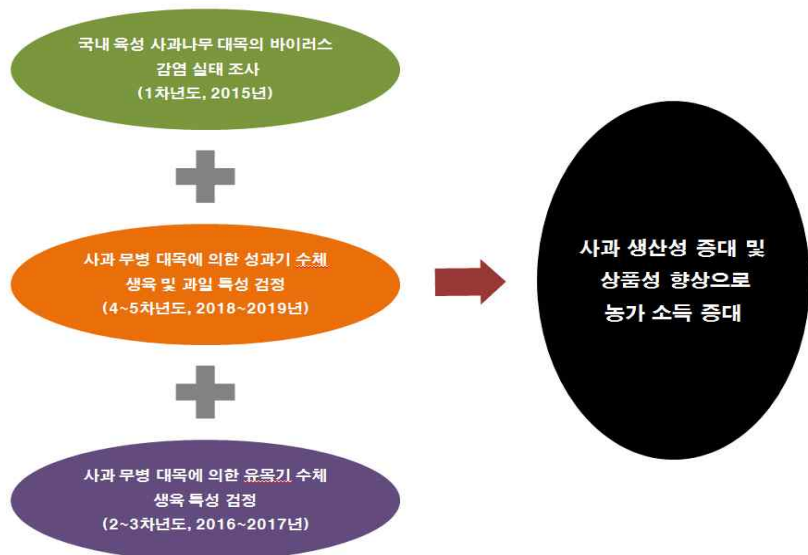 국내 육성 사과나무 대목의 바이러스
감염 실태 조사
(1차년도, 2015년)
사과 무병 대목에 의한 성과기 수체
생육 및 과일 특성 검정
(4~5차년도, 2018~2019년)
사과 무병 대목에 의한 유목기 수체
생육 특성 검정
(2~3차년도, 2016~2017년)
사과 생산성 증대 및
상품성 향상으로
농가 소득 증대